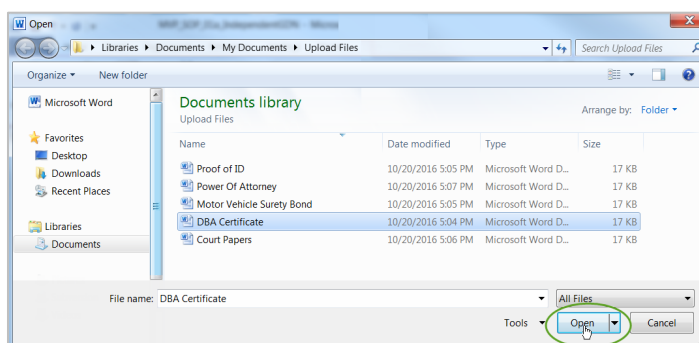 Open
Libraries ▸ Documents ▸ My Documents ▸ Upload Files
Search Upload Files
Organize
New folder
Microsoft Word
Favorites
Desktop
Downloads
Recent Places
Libraries
Documents
Documents library
Upload Files
Arrange by: Folder
Name Date modified Type Size
Proof of ID 10/20/2016 5:05 PM Microsoft Word D... 17 KB
Power Of Attorney 10/20/2016 5:07 PM Microsoft Word D... 17 KB
Motor Vehicle Surety Bond 10/20/2016 5:05 PM Microsoft Word D... 17 KB
DBA Certificate 10/20/2016 5:04 PM Microsoft Word D... 17 KB
Court Papers 10/20/2016 5:06 PM Microsoft Word D... 17 KB
File name: DBA Certificate
All Files
Tools Open Cancel